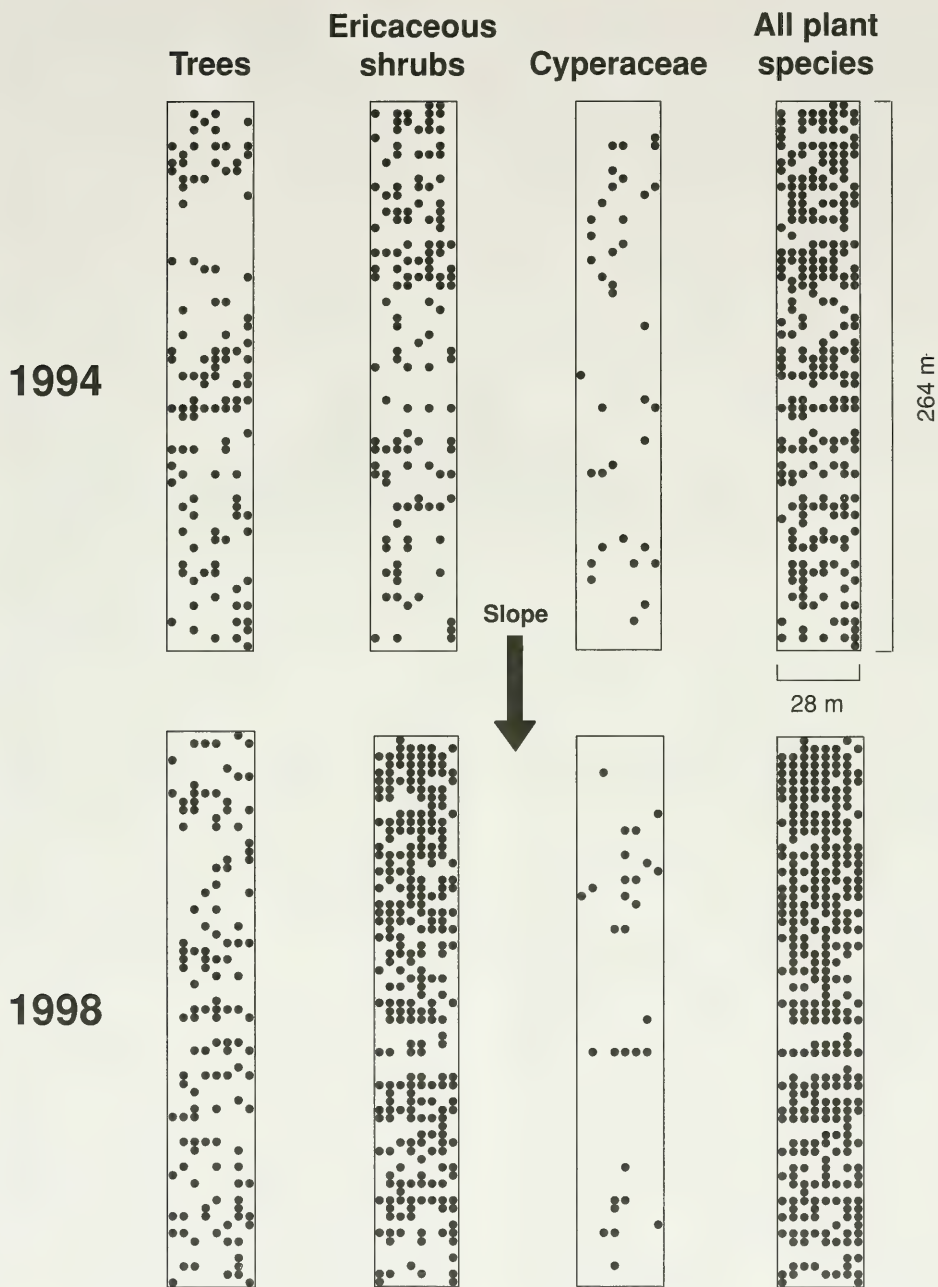 Trees
Ericaceous
shrubs
Cyperaceae
All plant
species
1994
264 m
Slope
28 m
1998